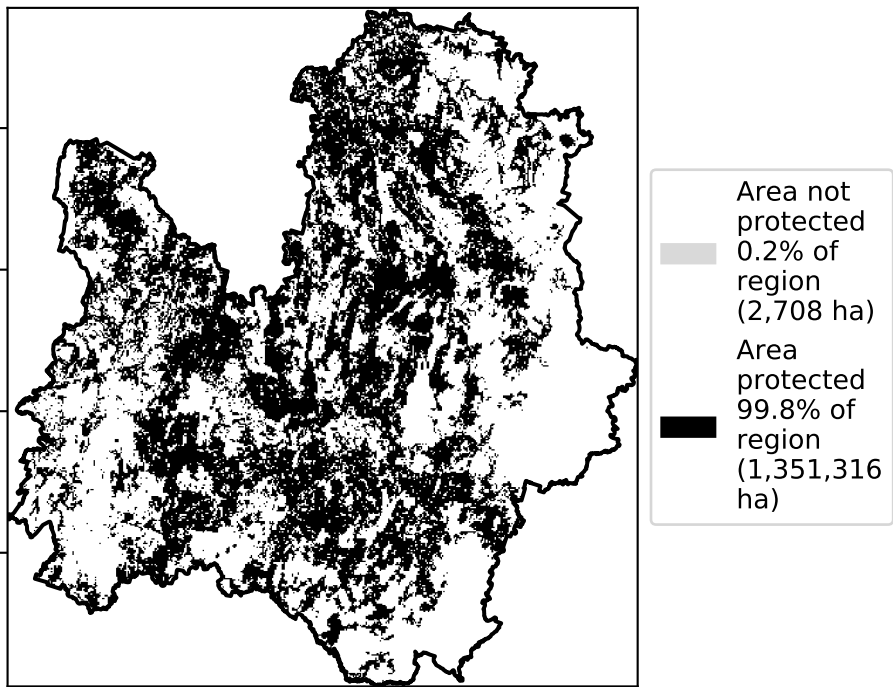 Area not
protected
0.2% of
region
(2,708 ha)
Area
protected
99.8% of
region
(1,351,316
ha)